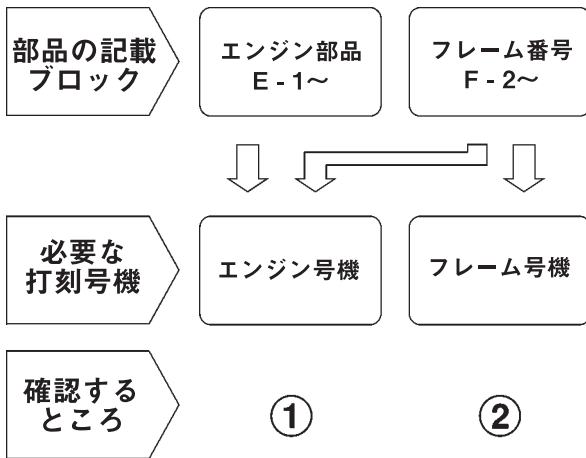 部品の記載
ブロック
エンジン部品
E - 1～
フレーム番号
F - 2～
必要な
打刻号機
エンジン号機
フレーム号機
確認する
ところ
①
②